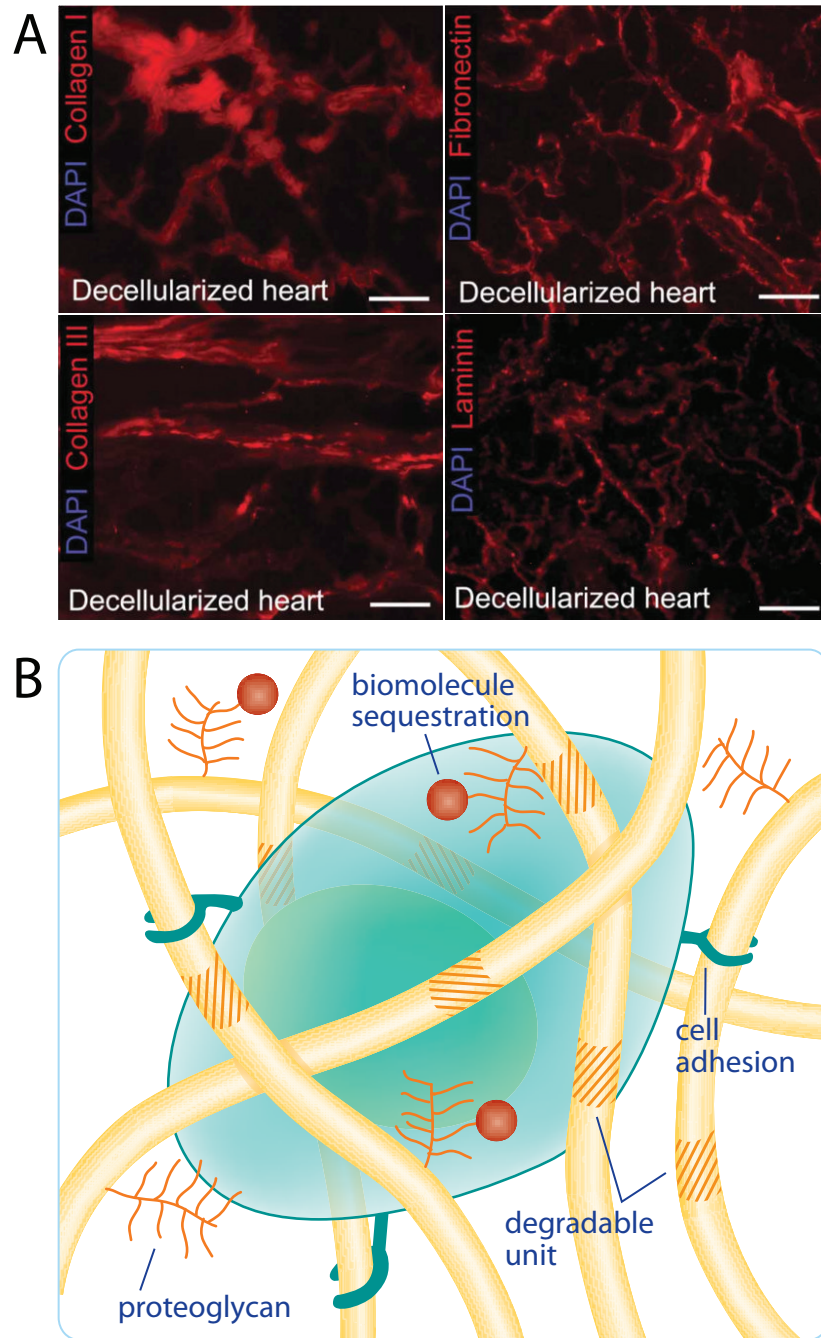 A
DAPI Collagen I
Decellularized heart
DAPI Fibronectin
Decellularized heart
DAPI Collagen III
Decellularized heart
DAPI Laminin
Decellularized heart
B
biomolecule
sequestration
cell
adhesion
degradable
unit
proteoglycan